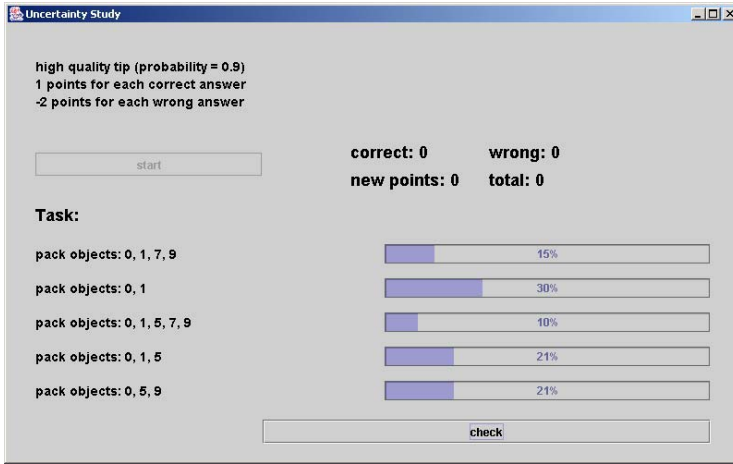 Uncertainty Study
high quality tip (probability = 0.9)
1 points for each correct answer
-2 points for each wrong answer
start
correct: 0 wrong: 0
new points: 0 total: 0
Task:
pack objects: 0, 1, 7, 9 15%
pack objects: 0, 1 30%
pack objects: 0, 1, 5, 7, 9 10%
pack objects: 0, 1, 5 21%
pack objects: 0, 5, 9 21%
check